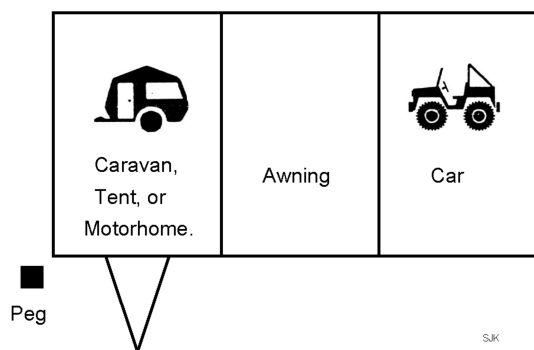 Caravan,
Tent, or
Motorhome.
Awning
Car
Peg
SJK